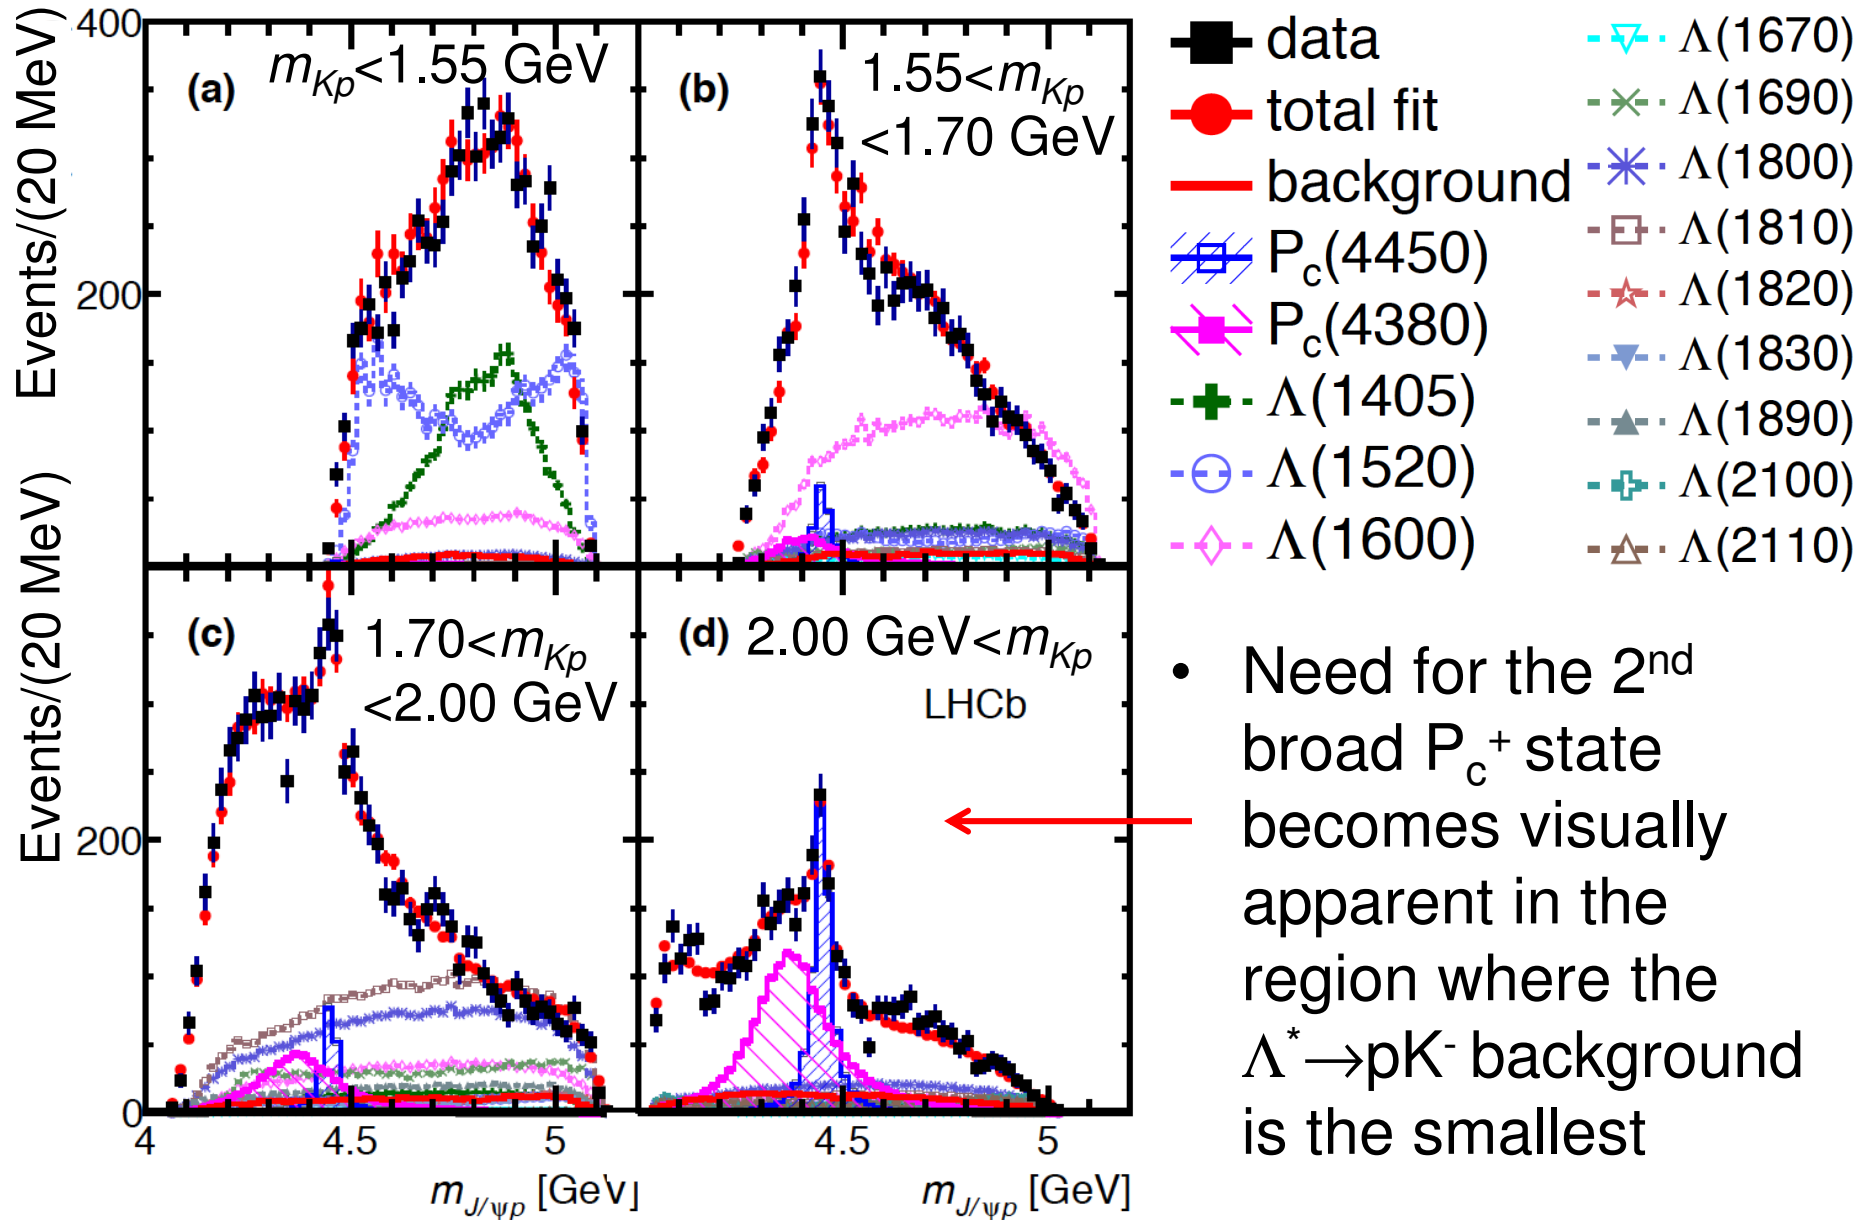 Events/(20 MeV)
Events/(20 MeV)
400
200
200
0
(a) m_Kp<1.55 GeV
(b) 1.55<m_Kp
<1.70 GeV
(c) 1.70<m_Kp
<2.00 GeV
(d) 2.00 GeV<m_Kp
LHCb
4 4.5 5
4.5 5
m_J/ψp [GeV]
m_J/ψp [GeV]
data
total fit
background
P_c(4450)
P_c(4380)
Λ(1405)
Λ(1520)
Λ(1600)
Λ(1670)
Λ(1690)
Λ(1800)
Λ(1810)
Λ(1820)
Λ(1830)
Λ(1890)
Λ(2100)
Λ(2110)
• Need for the 2nd
broad P_c^+ state
becomes visually
apparent in the
region where the
Λ*→pK⁻ background
is the smallest